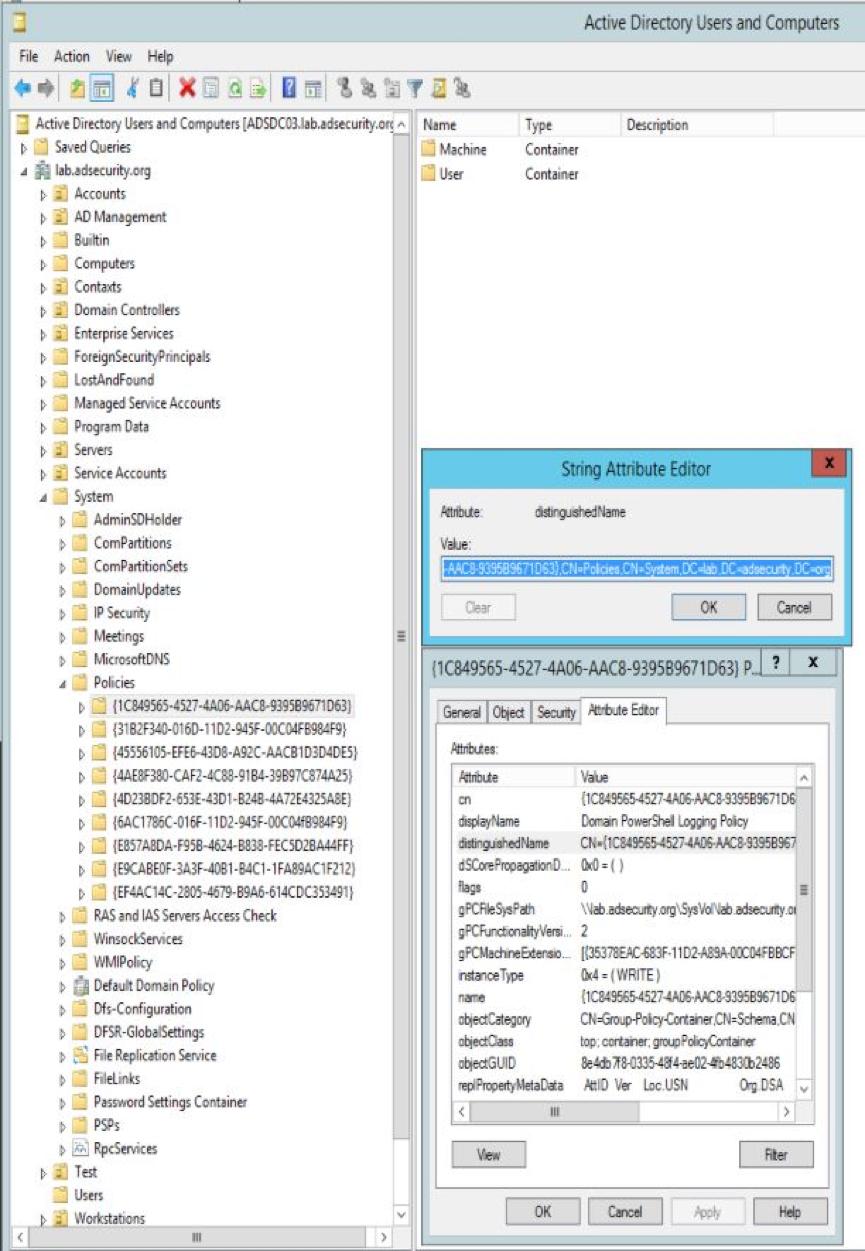 Active Directory Users and Computers
File Action View Help
Active Directory Users and Computers [ADSDC03.lab.adsecurity.org
Saved Queries
lab.adsecurity.org
Accounts
AD Management
Builtin
Computers
Contaxts
Domain Controllers
Enterprise Services
ForeignSecurityPrincipals
LostAndFound
Managed Service Accounts
Program Data
Servers
Service Accounts
System
AdminSDHolder
ComPartitions
ComPartitionSets
DomainUpdates
IP Security
Meetings
MicrosoftDNS
Policies
{1C849565-4527-4A06-AAC8-9395B9671D63}
{31B2F340-016D-11D2-945F-00C04FB984F9}
{45556105-EFE6-43D8-A92C-AACB1D3D4DE5}
{4AE8F380-CAF2-4C88-91B4-39B97C874A25}
{4D23BDF2-653E-43D1-B24B-4A72E4325A8E}
{6AC1786C-016F-11D2-945F-00C04fB984F9}
{E857A8DA-F95B-4624-B838-FEC5D2BA44FF}
{E9CABE0F-3A3F-40B1-B4C1-1FA89AC1F212}
{EF4AC14C-2805-4679-B9A6-614CDC353491}
RAS and IAS Servers Access Check
WinsockServices
WMIPolicy
Default Domain Policy
Dfs-Configuration
DFSR-GlobalSettings
File Replication Service
FileLinks
Password Settings Container
PSPs
RpcServices
Test
Users
Workstations
Name Type Description
Machine Container
User Container
String Attribute Editor x
Attribute: distinguishedName
Value:
-AAC8-9395B9671D63},CN=Policies,CN=System,DC=lab,DC=adsecurity,DC=org
Clear OK Cancel
{1C849565-4527-4A06-AAC8-9395B9671D63} P... ? x
General Object Security Attribute Editor
Attributes:
Attribute Value
cn {1C849565-4527-4A06-AAC8-9395B9671D6
displayName Domain PowerShell Logging Policy
distinguishedName CN={1C849565-4527-4A06-AAC8-9395B967
dSCorePropagationD... 0x0 = ( )
flags 0
gPCFileSysPath \\lab.adsecurity.org\SysVol\lab.adsecurity.or
gPCFunctionalityVersi... 2
gPCMachineExtensio... [{35378EAC-683F-11D2-A89A-00C04FBBCF
instanceType 0x4 = ( WRITE )
name {1C849565-4527-4A06-AAC8-9395B9671D6
objectCategory CN=Group-Policy-Container,CN=Schema,CN
objectClass top; container; groupPolicyContainer
objectGUID 8e4db7f8-0335-48f4-ae02-4fb4830b2486
replPropertyMetaData AttID Ver Loc.USN Org.DSA
View Filter
OK Cancel Apply Help